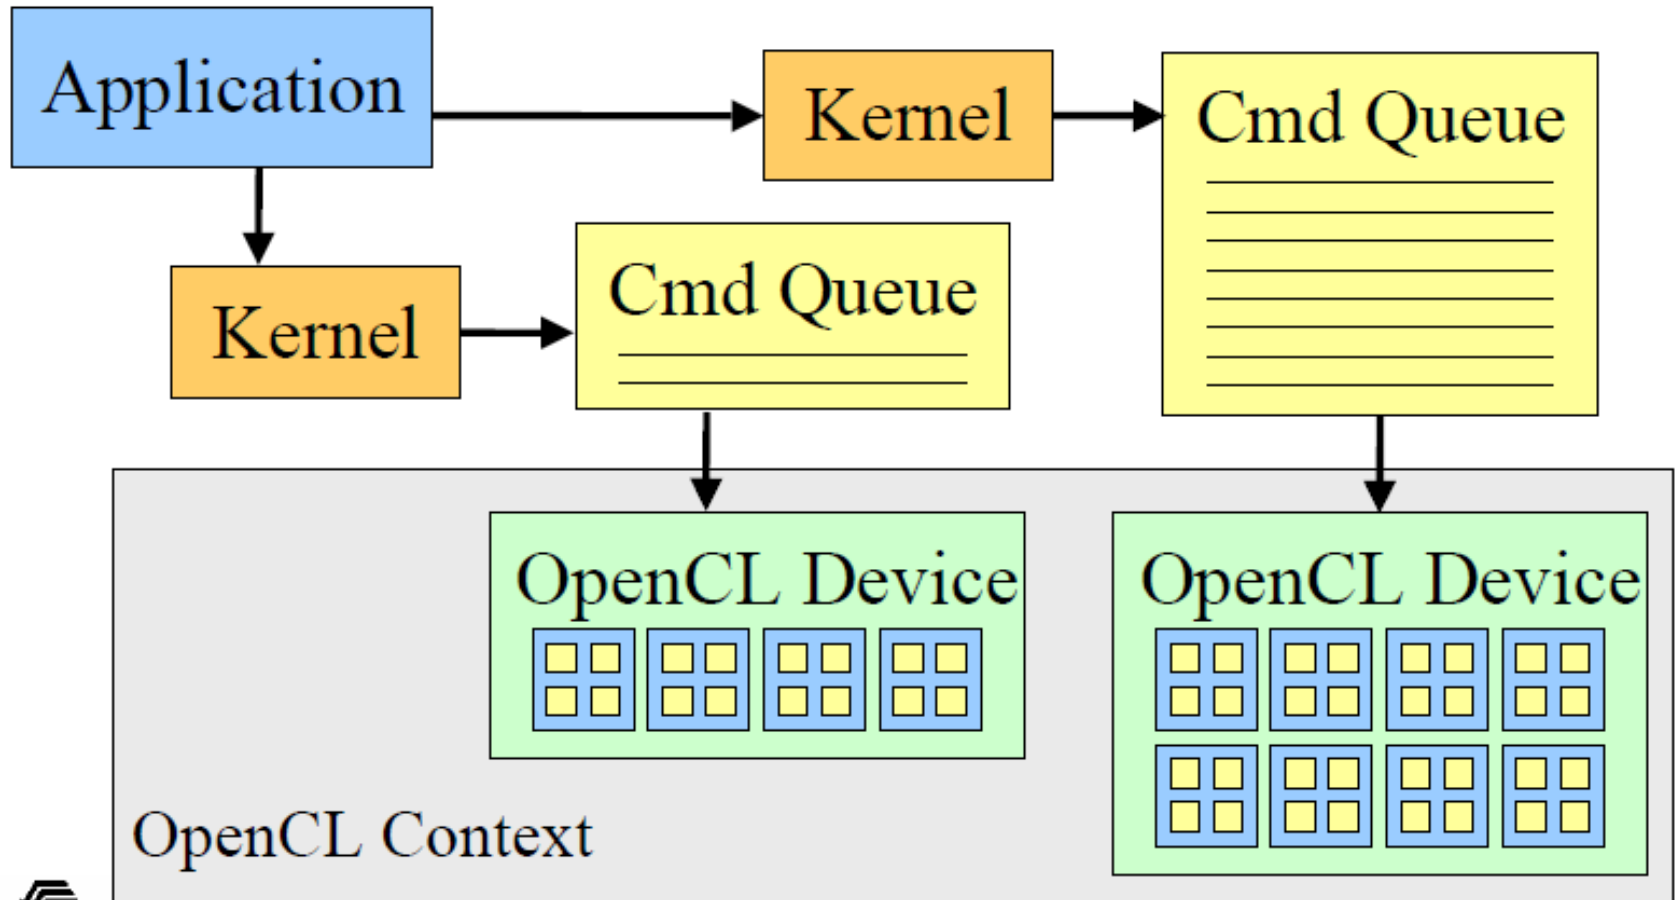 Application
Kernel
Cmd Queue
Kernel
Cmd Queue
OpenCL Device
OpenCL Device
OpenCL Context